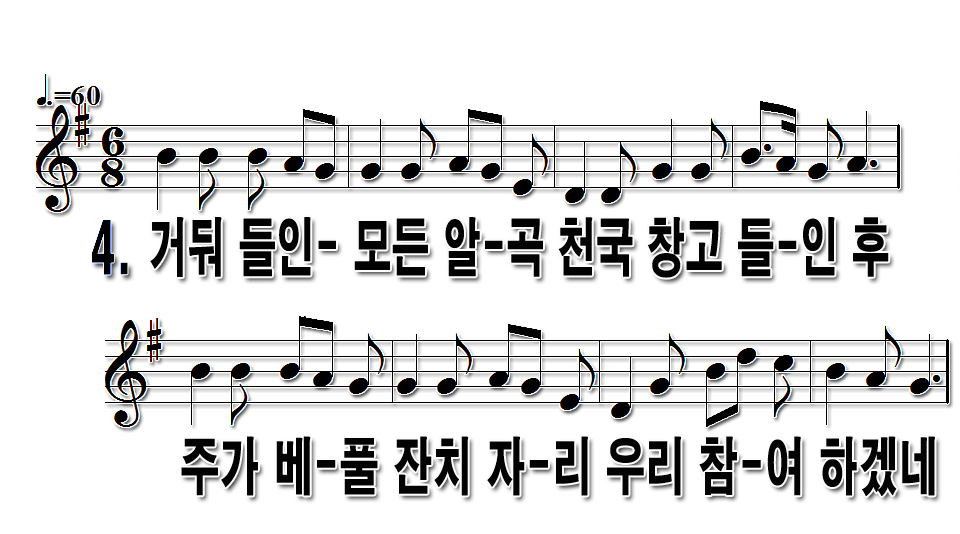 ♩.=60
6
8
4. 거둬 들인- 모든 알-곡 천국 창고 들-인 후
주가 베-풀 잔치 자-리 우리 참-여 하겠네